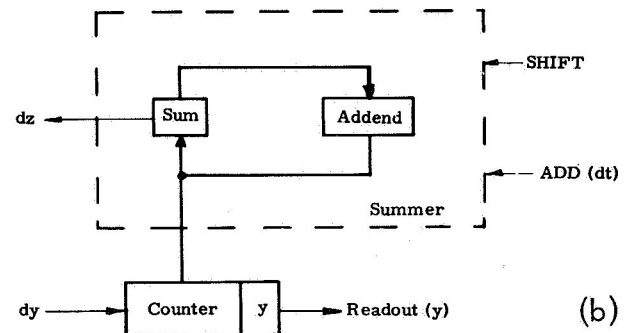 SHIFT
dz
Sum
Addend
ADD (dt)
Summer
dy
Counter
y
Readout (y)
(b)